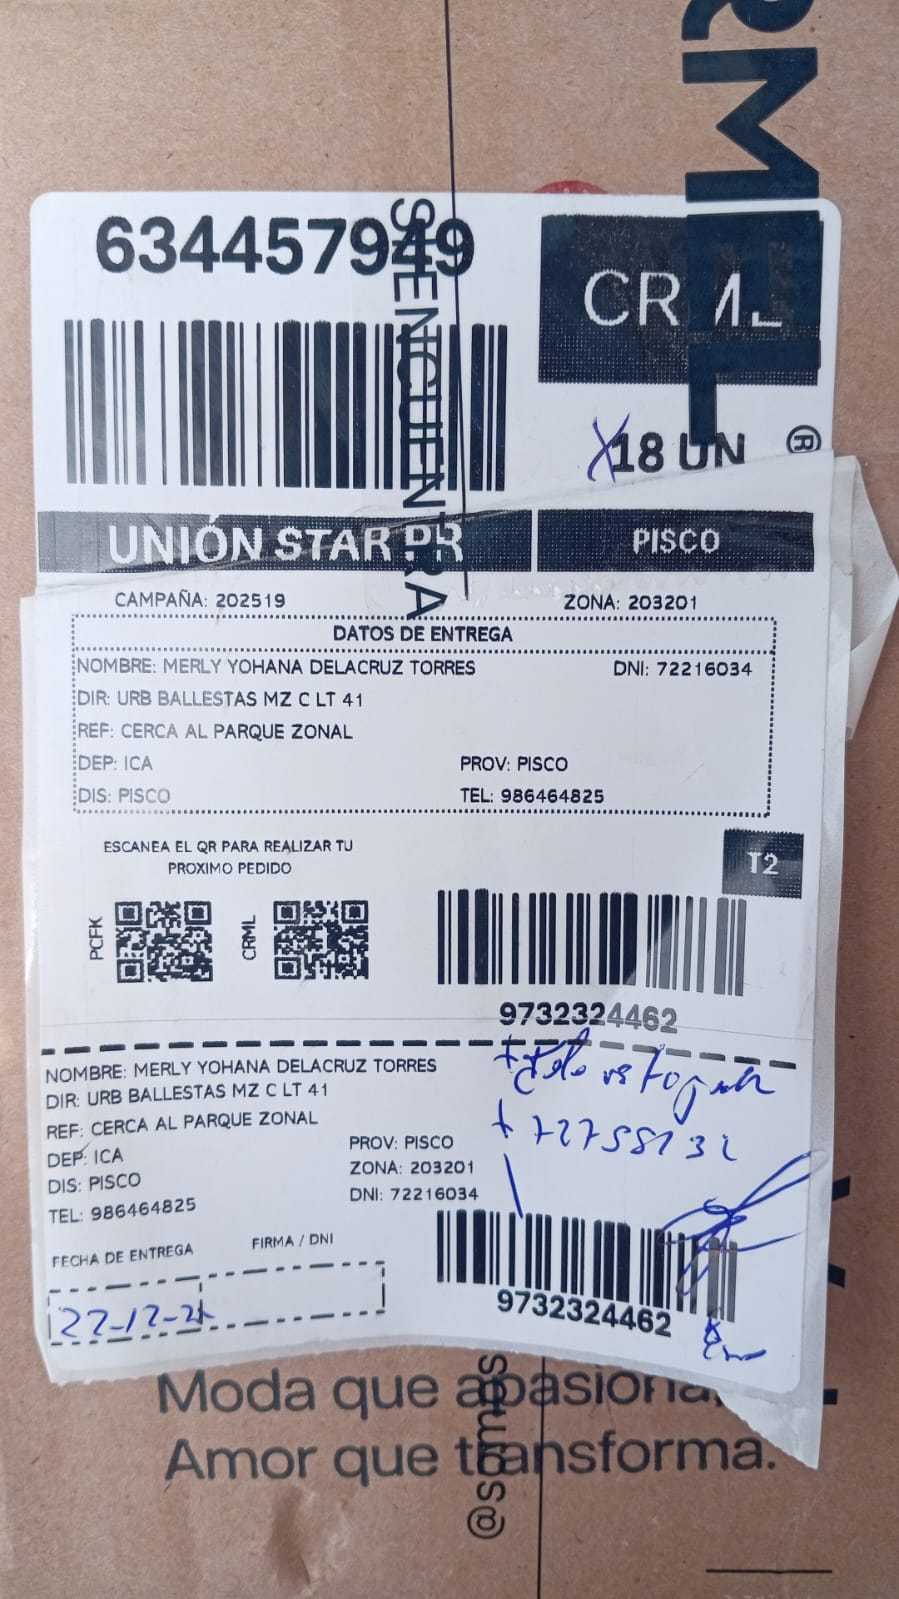 RMEL
®
634457949
CRML
SIENCUENTRA
18 UN
UNIÓN STAR PR
PISCO
CAMPAÑA: 202519
ZONA: 203201
DATOS DE ENTREGA
NOMBRE: MERLY YOHANA DELACRUZ TORRES
DNI: 72216034
DIR: URB BALLESTAS MZ C LT 41
REF: CERCA AL PARQUE ZONAL
DEP: ICA
PROV: PISCO
DIS: PISCO
TEL: 986464825
ESCANEA EL QR PARA REALIZAR TU
PROXIMO PEDIDO
T2
PCFK
CRML
9732324462
NOMBRE: MERLY YOHANA DELACRUZ TORRES
DIR: URB BALLESTAS MZ C LT 41
REF: CERCA AL PARQUE ZONAL
DEP: ICA
PROV: PISCO
DIS: PISCO
ZONA: 203201
TEL: 986464825
DNI: 72216034
FECHA DE ENTREGA
FIRMA / DNI
9732324462
Moda que apasiona,
Amor que transforma.
@somos